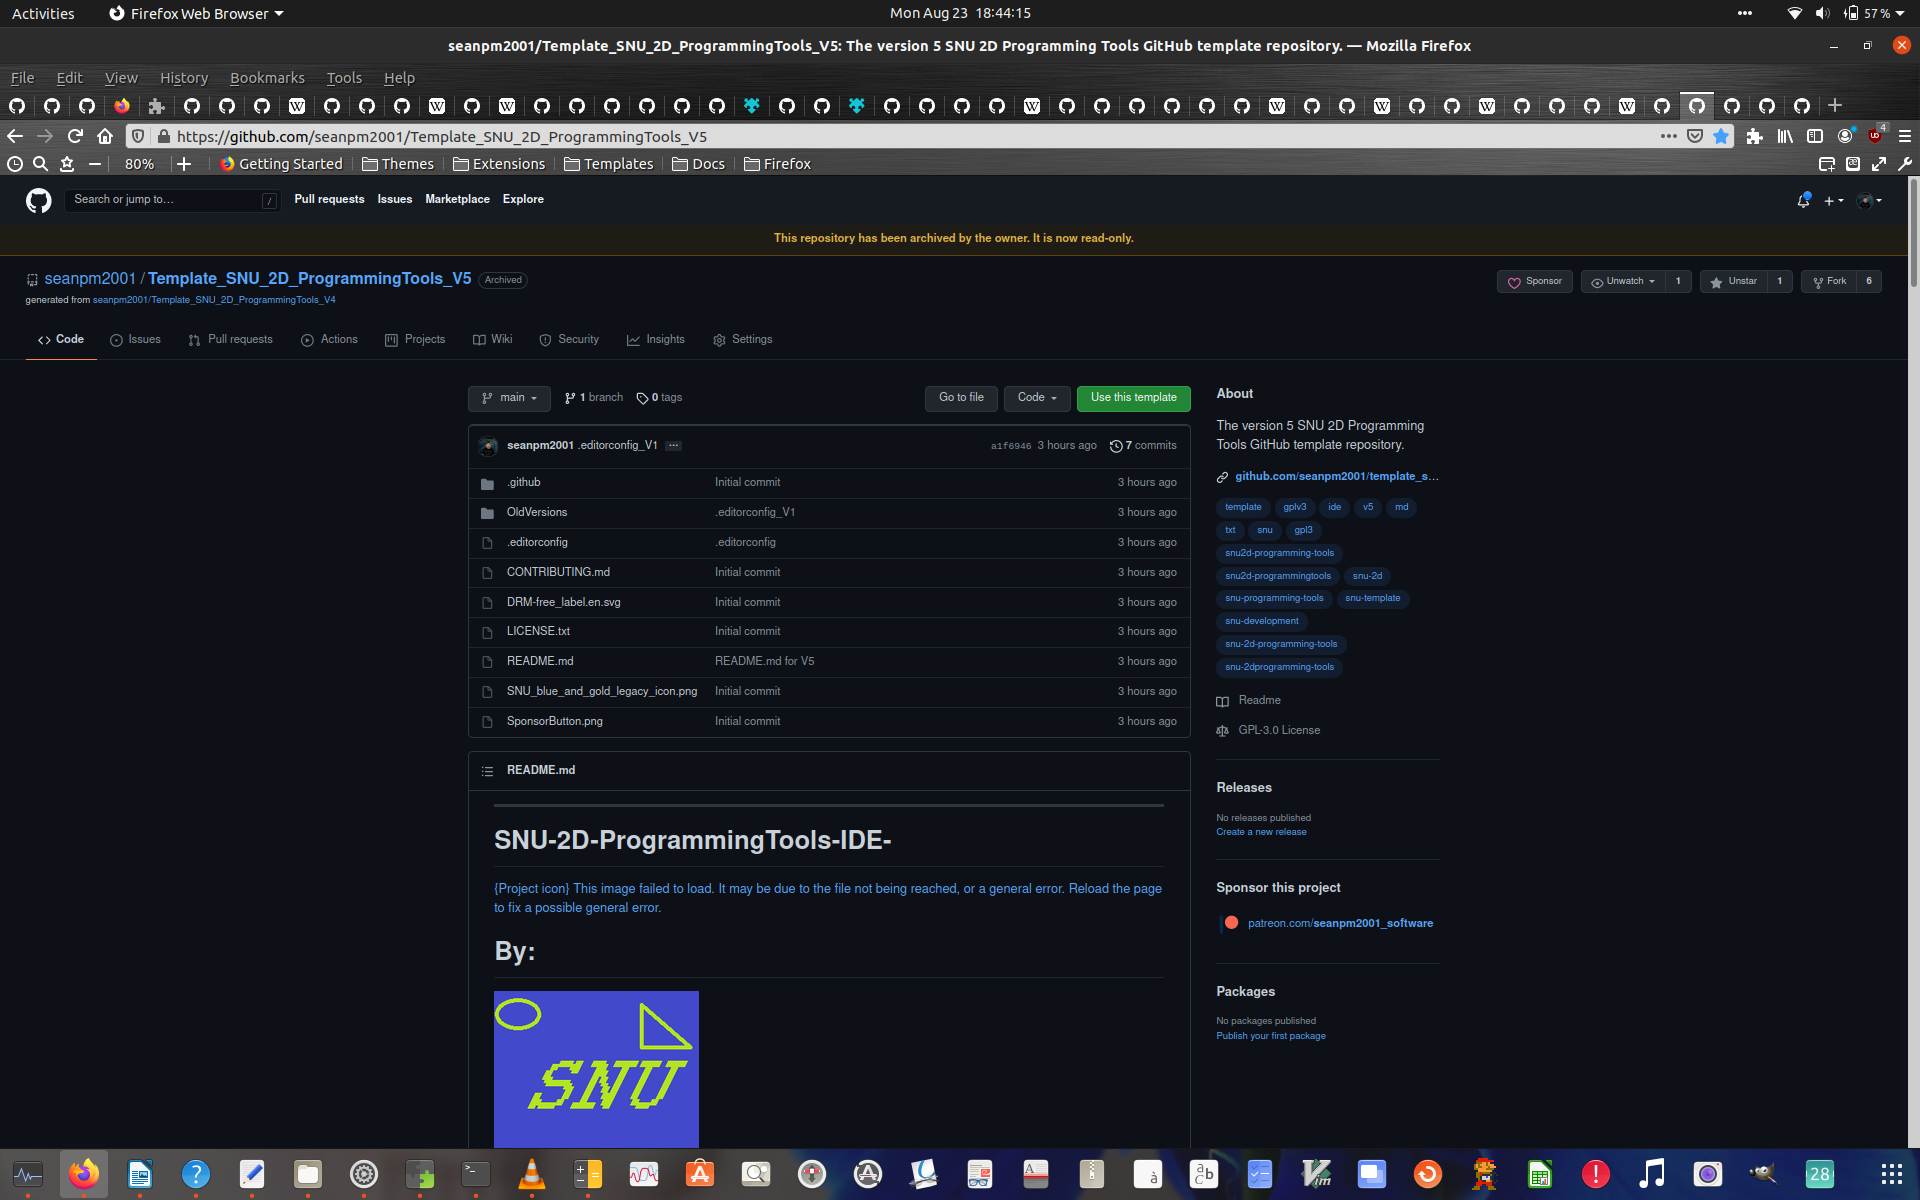 Activities Firefox Web Browser Mon Aug 23 18:44:15 57 %
seanpm2001/Template_SNU_2D_ProgrammingTools_V5: The version 5 SNU 2D Programming Tools GitHub template repository. — Mozilla Firefox
File Edit View History Bookmarks Tools Help
https://github.com/seanpm2001/Template_SNU_2D_ProgrammingTools_V5 4
80% Getting Started Themes Extensions Templates Docs Firefox
Search or jump to… / Pull requests Issues Marketplace Explore
This repository has been archived by the owner. It is now read-only.
seanpm2001 / Template_SNU_2D_ProgrammingTools_V5 Archived Sponsor Unwatch 1 Unstar 1 Fork 6
generated from seanpm2001/Template_SNU_2D_ProgrammingTools_V4
Code Issues Pull requests Actions Projects Wiki Security Insights Settings
main 1 branch 0 tags Go to file Code Use this template
seanpm2001 .editorconfig_V1 ... a1f6946 3 hours ago 7 commits
.github Initial commit 3 hours ago
OldVersions .editorconfig_V1 3 hours ago
.editorconfig .editorconfig 3 hours ago
CONTRIBUTING.md Initial commit 3 hours ago
DRM-free_label.en.svg Initial commit 3 hours ago
LICENSE.txt Initial commit 3 hours ago
README.md README.md for V5 3 hours ago
SNU_blue_and_gold_legacy_icon.png Initial commit 3 hours ago
SponsorButton.png Initial commit 3 hours ago
README.md
SNU-2D-ProgrammingTools-IDE-
{Project icon} This image failed to load. It may be due to the file not being reached, or a general error. Reload the page
to fix a possible general error.
By:
SNU
About
The version 5 SNU 2D Programming
Tools GitHub template repository.
github.com/seanpm2001/template_s...
template gplv3 ide v5 md
txt snu gpl3
snu2d-programming-tools
snu2d-programmingtools snu-2d
snu-programming-tools snu-template
snu-development
snu-2d-programming-tools
snu-2dprogramming-tools
Readme
GPL-3.0 License
Releases
No releases published
Create a new release
Sponsor this project
patreon.com/seanpm2001_software
Packages
No packages published
Publish your first package
28